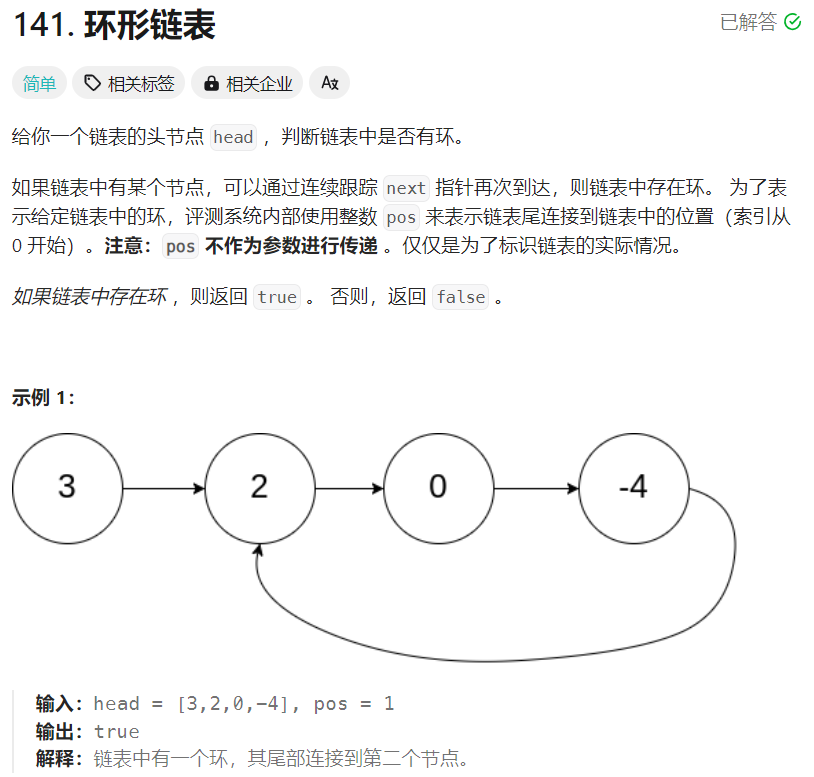 141. 环形链表
已解答
简单 相关标签 相关企业
给你一个链表的头节点 head ，判断链表中是否有环。
如果链表中有某个节点，可以通过连续跟踪 next 指针再次到达，则链表中存在环。 为了表
示给定链表中的环，评测系统内部使用整数 pos 来表示链表尾连接到链表中的位置（索引从
0 开始）。注意：pos 不作为参数进行传递 。仅仅是为了标识链表的实际情况。
如果链表中存在环 ，则返回 true 。 否则，返回 false 。
示例 1：
3 2 0 -4
输入：head = [3,2,0,-4], pos = 1
输出：true
解释：链表中有一个环，其尾部连接到第二个节点。